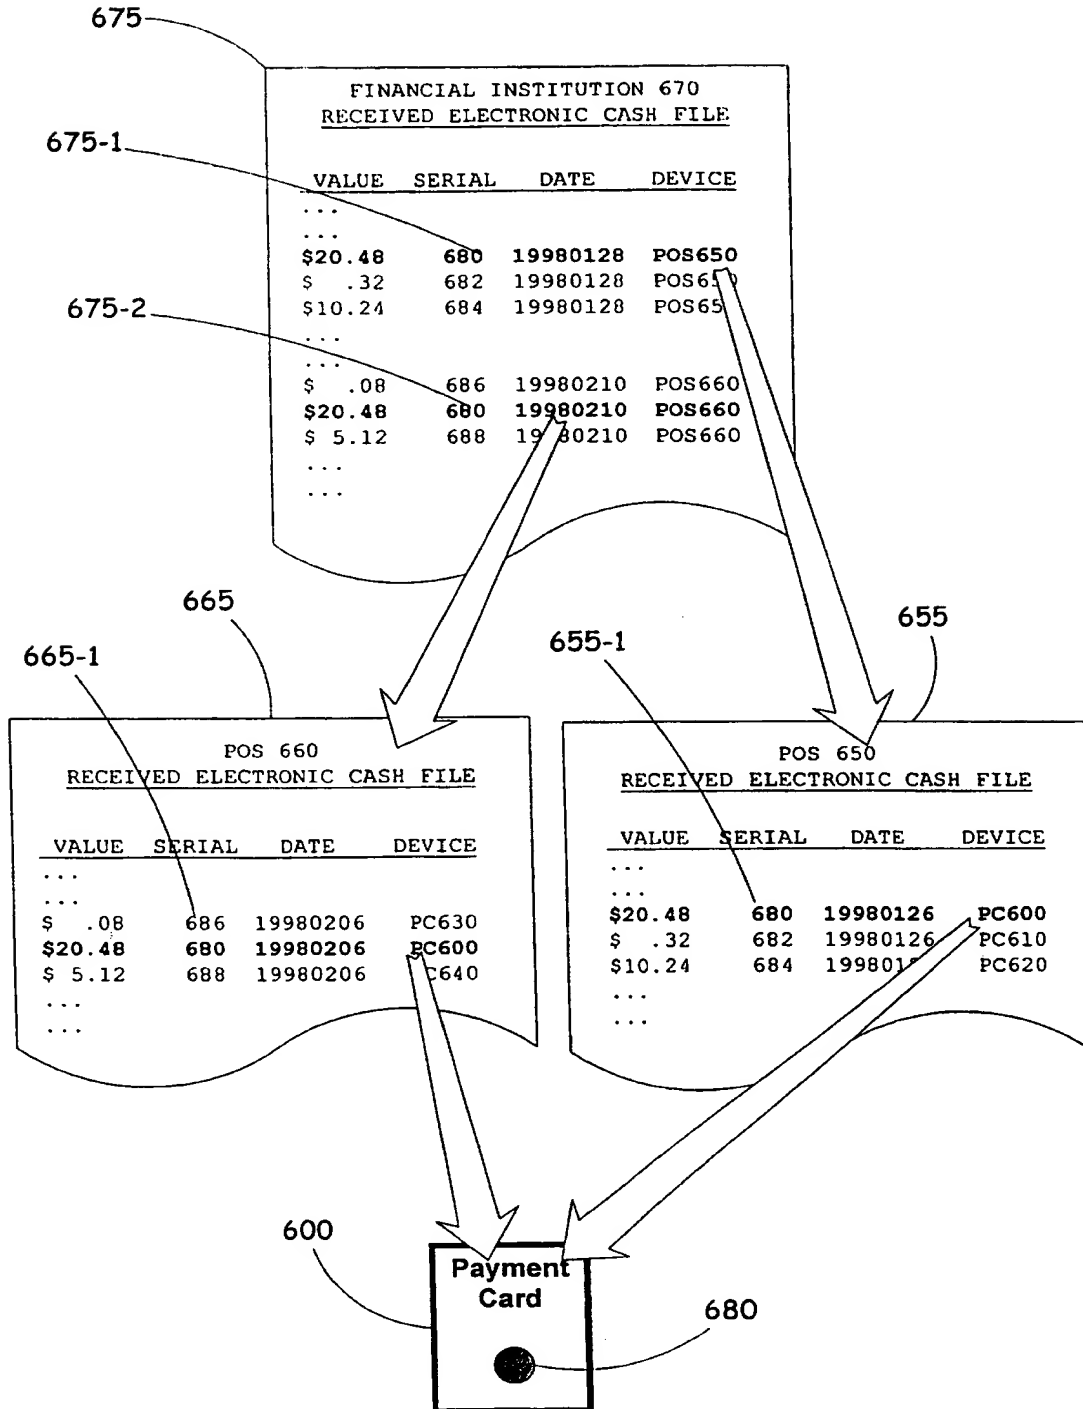 675
FINANCIAL INSTITUTION 670
RECEIVED ELECTRONIC CASH FILE
675-1
VALUE SERIAL DATE DEVICE
...
...
$20.48 680 19980128 POS650
$ .32 682 19980128
$10.24 684 19980128
675-2
...
...
$ .08 686 19980210 POS660
$20.48 680 19980210 POS660
$ 5.12 688 POS660
...
...
665
655
665-1
655-1
POS 660
RECEIVED ELECTRONIC CASH FILE
VALUE SERIAL DATE DEVICE
...
...
$ .08 686 19980206 PC630
$20.48 680 19980206 PC600
$ 5.12 688 19980206
...
...
POS 650
RECEIVED ELECTRONIC CASH FILE
VALUE SERIAL DATE DEVICE
...
...
$20.48 680 19980126 PC600
$ .32 682 19980126 PC610
$10.24 684 PC620
...
...
600
Payment
Card
680